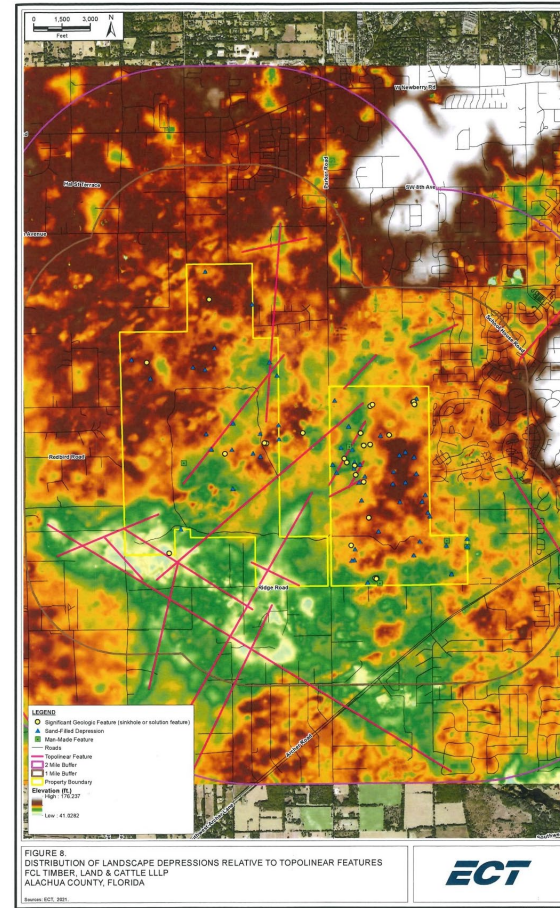 0 1,500 3,000
Feet
N
W Newberry Rd
Parker Road
SW 8th Ave
Avenue
Redbird Road
Ridge Road
Archer Road
LEGEND
Significant Geologic Feature (sinkhole or solution feature)
Sand-Filled Depression
Man-Made Feature
Roads
Topolinear Feature
2 Mile Buffer
1 Mile Buffer
Property Boundary
Elevation (ft.)
High : 176.237
Low : 41.0282
FIGURE 8.
DISTRIBUTION OF LANDSCAPE DEPRESSIONS RELATIVE TO TOPOLINEAR FEATURES
FCL TIMBER, LAND & CATTLE LLLP
ALACHUA COUNTY, FLORIDA
Sources: ECT, 2021.
ECT